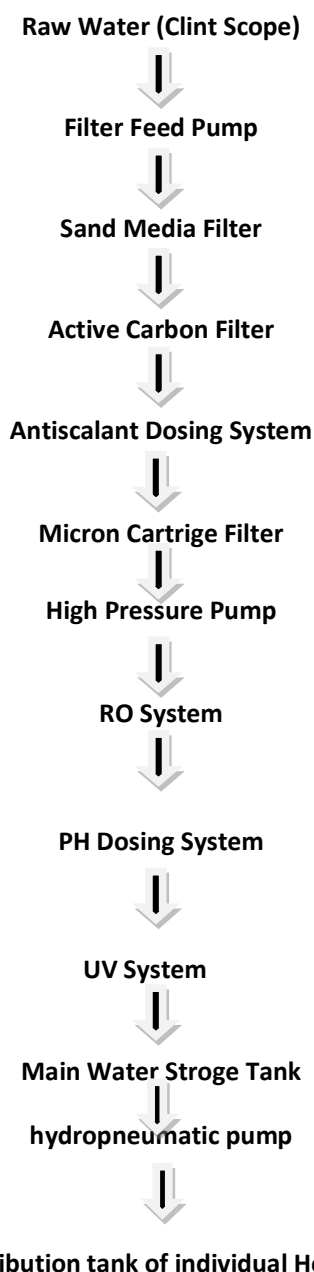 Raw Water (Clint Scope)
Filter Feed Pump
Sand Media Filter
Active Carbon Filter
Antiscalant Dosing System
Micron Cartrige Filter
High Pressure Pump
RO System
PH Dosing System
UV System
Main Water Stroge Tank
hydropneumatic pump
tank of individual